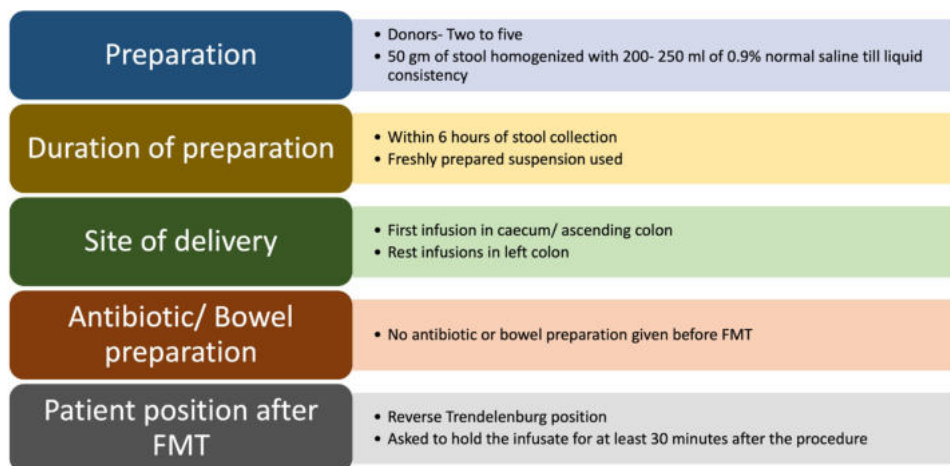 Preparation
• Donors- Two to five
• 50 gm of stool homogenized with 200- 250 ml of 0.9% normal saline till liquid
consistency
Duration of preparation
• Within 6 hours of stool collection
• Freshly prepared suspension used
Site of delivery
• First infusion in caecum/ ascending colon
• Rest infusions in left colon
Antibiotic/ Bowel
preparation
• No antibiotic or bowel preparation given before FMT
Patient position after
FMT
• Reverse Trendelenburg position
• Asked to hold the infusate for at least 30 minutes after the procedure